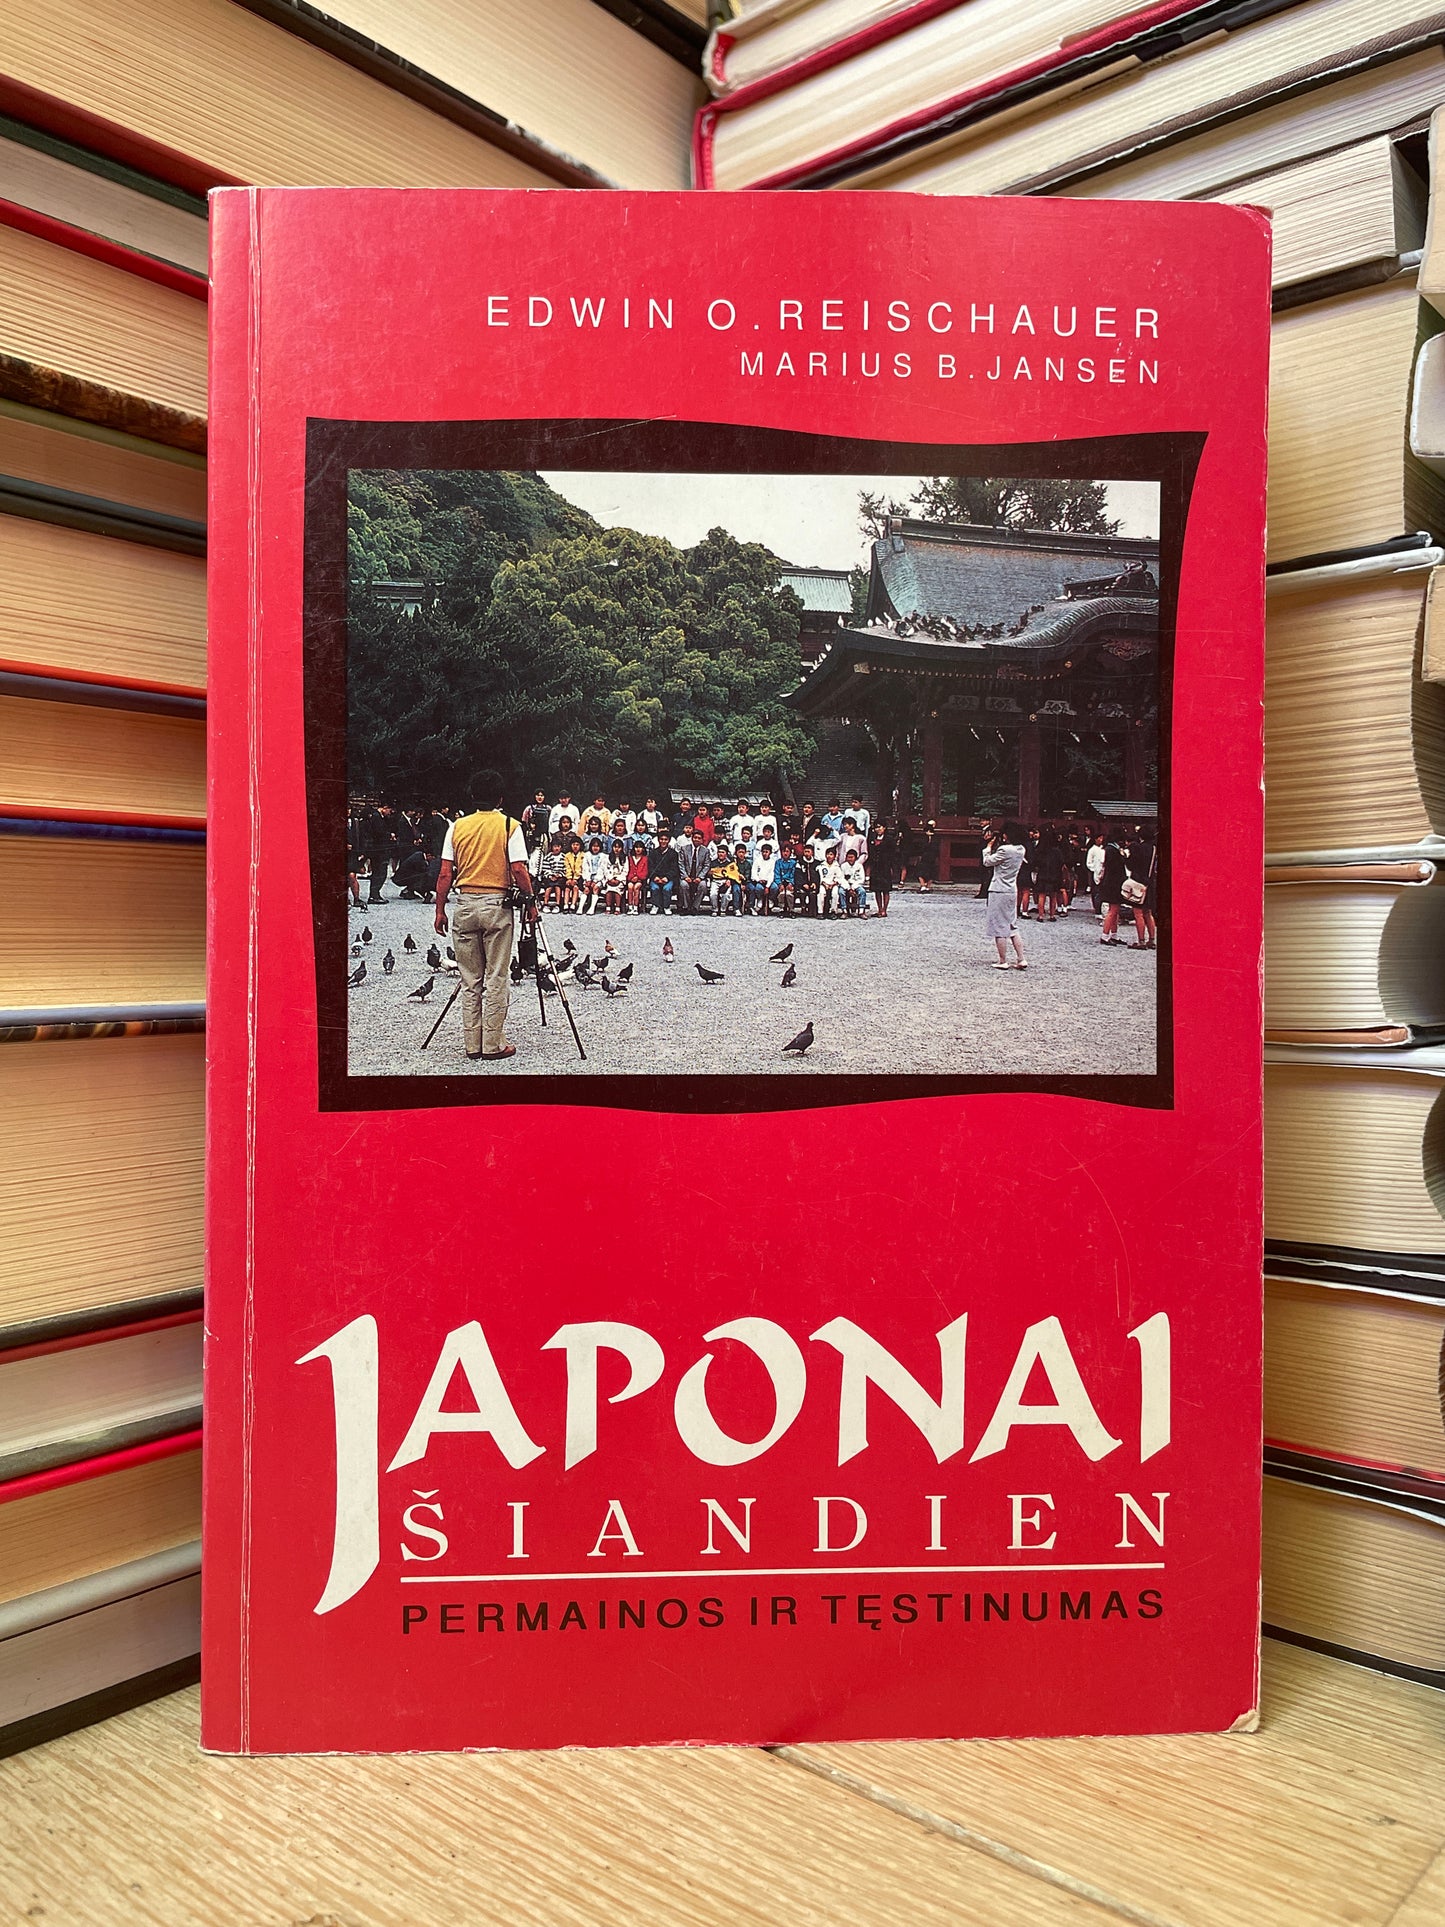 EDWIN O. REISCHAUER
MARIUS B. JANSEN
JAPONAI
ŠIANDIEN
PERMAINOS IR TĘSTINUMAS